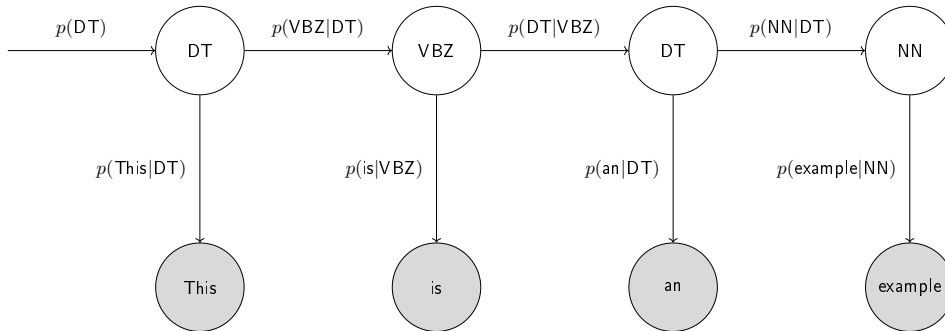 p(DT) p(VBZ|DT) p(DT|VBZ) p(NN|DT)
DT VBZ DT NN
p(This|DT) p(is|VBZ) p(an|DT) p(example|NN)
This is an example